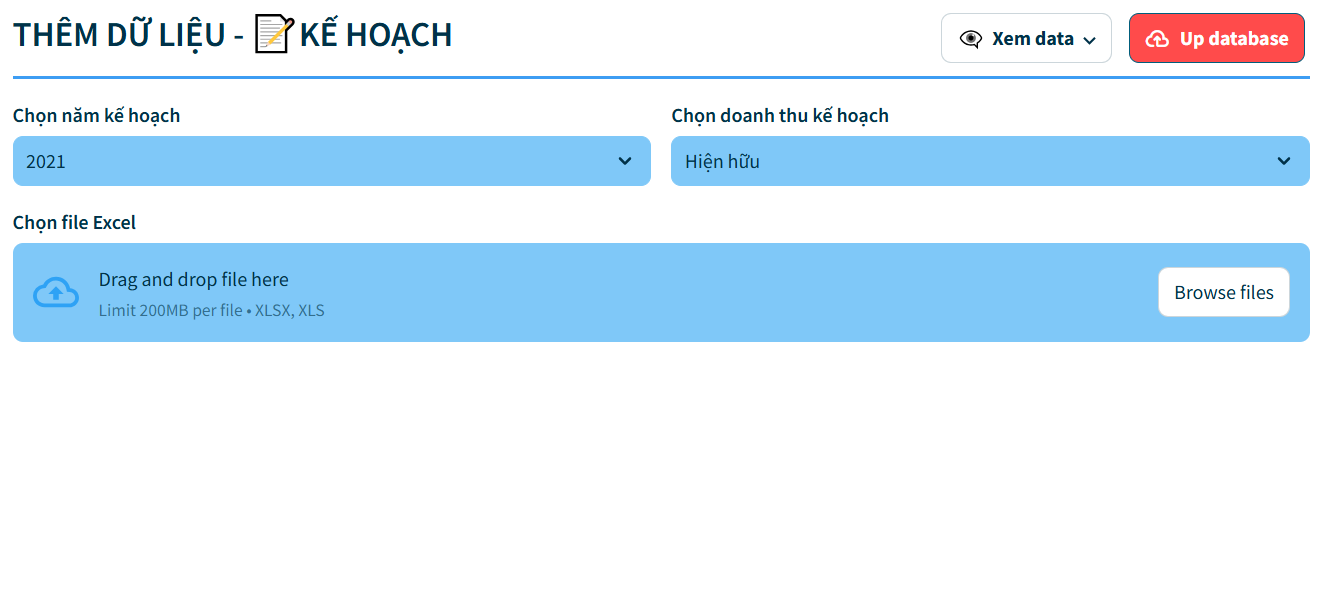 THÊM DỮ LIỆU - 📝KẾ HOẠCH
Xem data
Up database
Chọn năm kế hoạch
Chọn doanh thu kế hoạch
2021
Hiện hữu
Chọn file Excel
Drag and drop file here
Limit 200MB per file • XLSX, XLS
Browse files